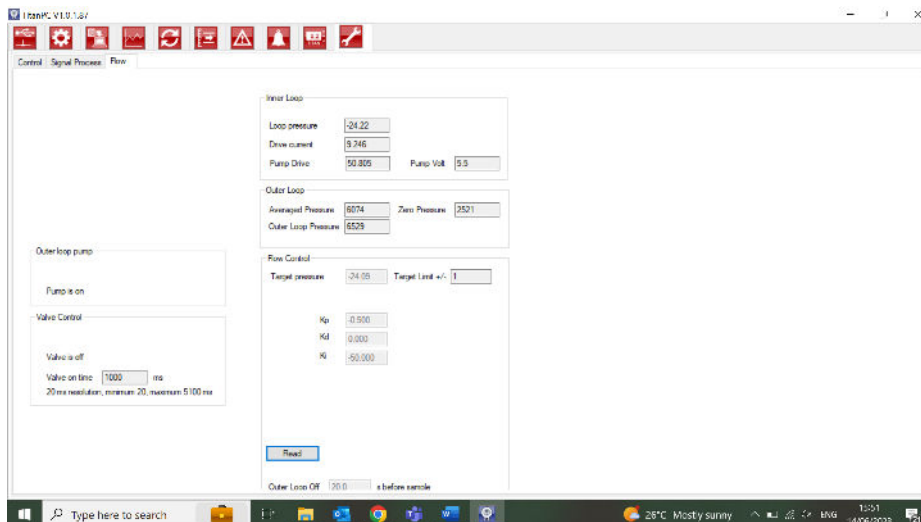 TitanPC V1.0.1.87
Control Signal Process Flow
Inner Loop
Loop pressure -24.22
Drive current 9.246
Pump Drive 50.805 Pump Volt 5.5
Outer Loop
Averaged Pressure 6074 Zero Pressure 2521
Outer Loop Pressure 6529
Outer loop pump
Pump is on
Valve Control
Valve is off
Valve on time 1000 ms
20 ms resolution, minimum 20, maximum 5100 ms
Flow Control
Target pressure -24.09 Target Limit +/- 1
Kp -0.500
Kd 0.000
Ki -50.000
Read
Outer Loop Off 20.0 s before sample
Type here to search
26°C Mostly sunny
ENG
15:51